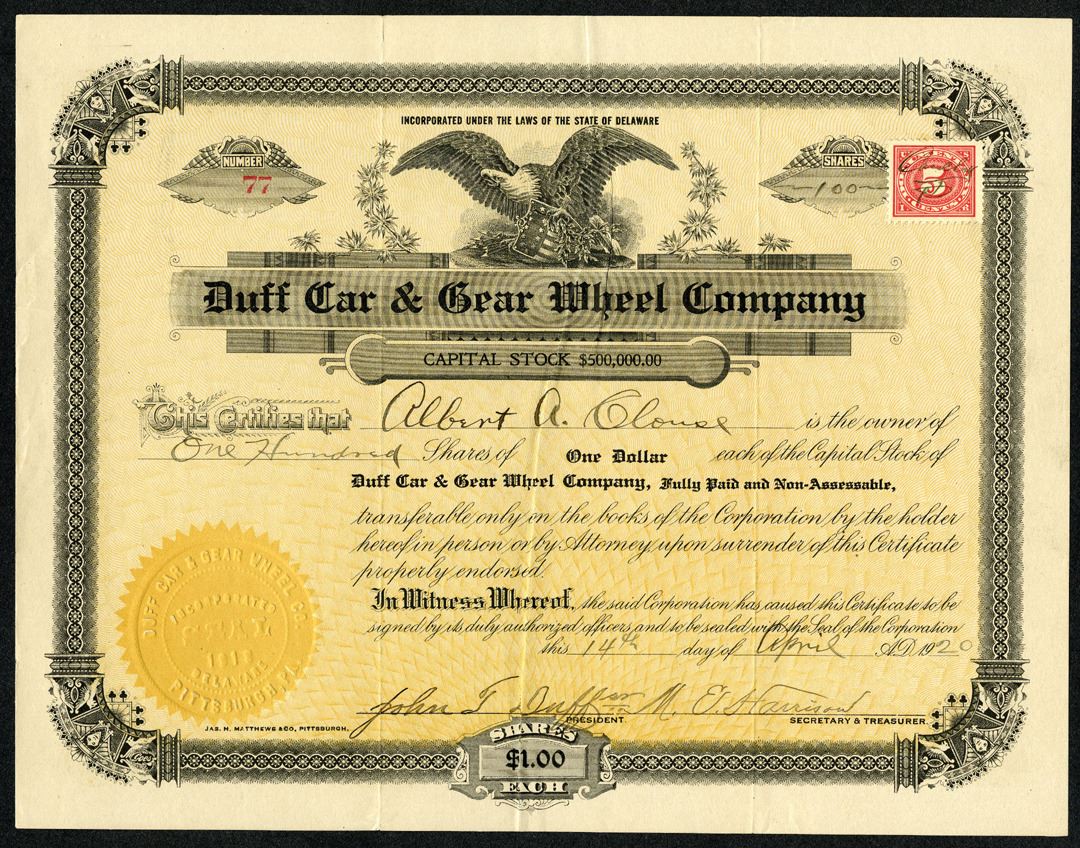 INCORPORATED UNDER THE LAWS OF THE STATE OF DELAWARE
NUMBER
77
SHARES
100
5
Duff Car & Gear Wheel Company
CAPITAL STOCK $500,000.00
This Certifies that Albert A. Clouse is the owner of
One Hundred Shares of One Dollar each of the Capital Stock of
Duff Car & Gear Wheel Company, Fully Paid and Non-Assessable,
transferable only on the books of the Corporation by the holder
hereof in person or by Attorney upon surrender of this Certificate
properly endorsed.
In Witness Whereof, the said Corporation has caused this Certificate to be
signed by its duly authorized officers, and to be sealed with the Seal of the Corporation
this 14th day of April A.D. 1920
DUFF CAR & GEAR WHEEL CO.
INCORPORATED
DELAWARE
PITTSBURGH
John T Duff Jr M. E. Harrison
PRESIDENT. SECRETARY & TREASURER.
JAS. H. MATTHEWS & CO, PITTSBURGH.
SHARES
$1.00
EACH